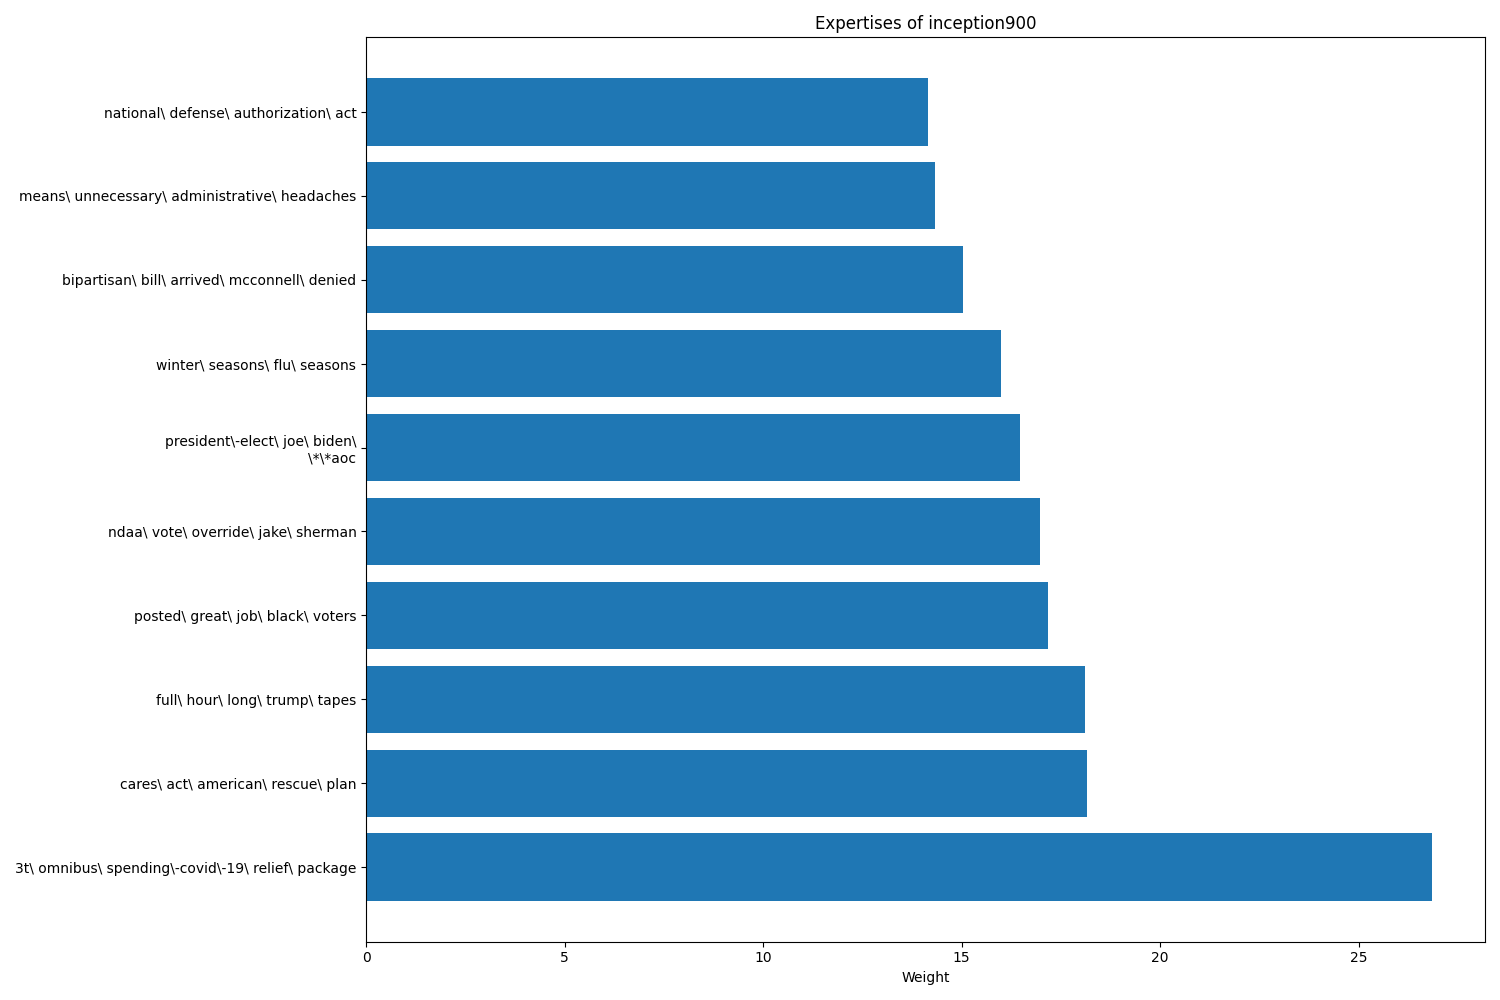 Expertises of inception900
national\ defense\ authorization\ act
means\ unnecessary\ administrative\ headaches
bipartisan\ bill\ arrived\ mcconnell\ denied
winter\ seasons\ flu\ seasons
president\-elect\ joe\ biden\
\*\*aoc
ndaa\ vote\ override\ jake\ sherman
posted\ great\ job\ black\ voters
full\ hour\ long\ trump\ tapes
cares\ act\ american\ rescue\ plan
3t\ omnibus\ spending\-covid\-19\ relief\ package
0 5 10 15 20 25
Weight